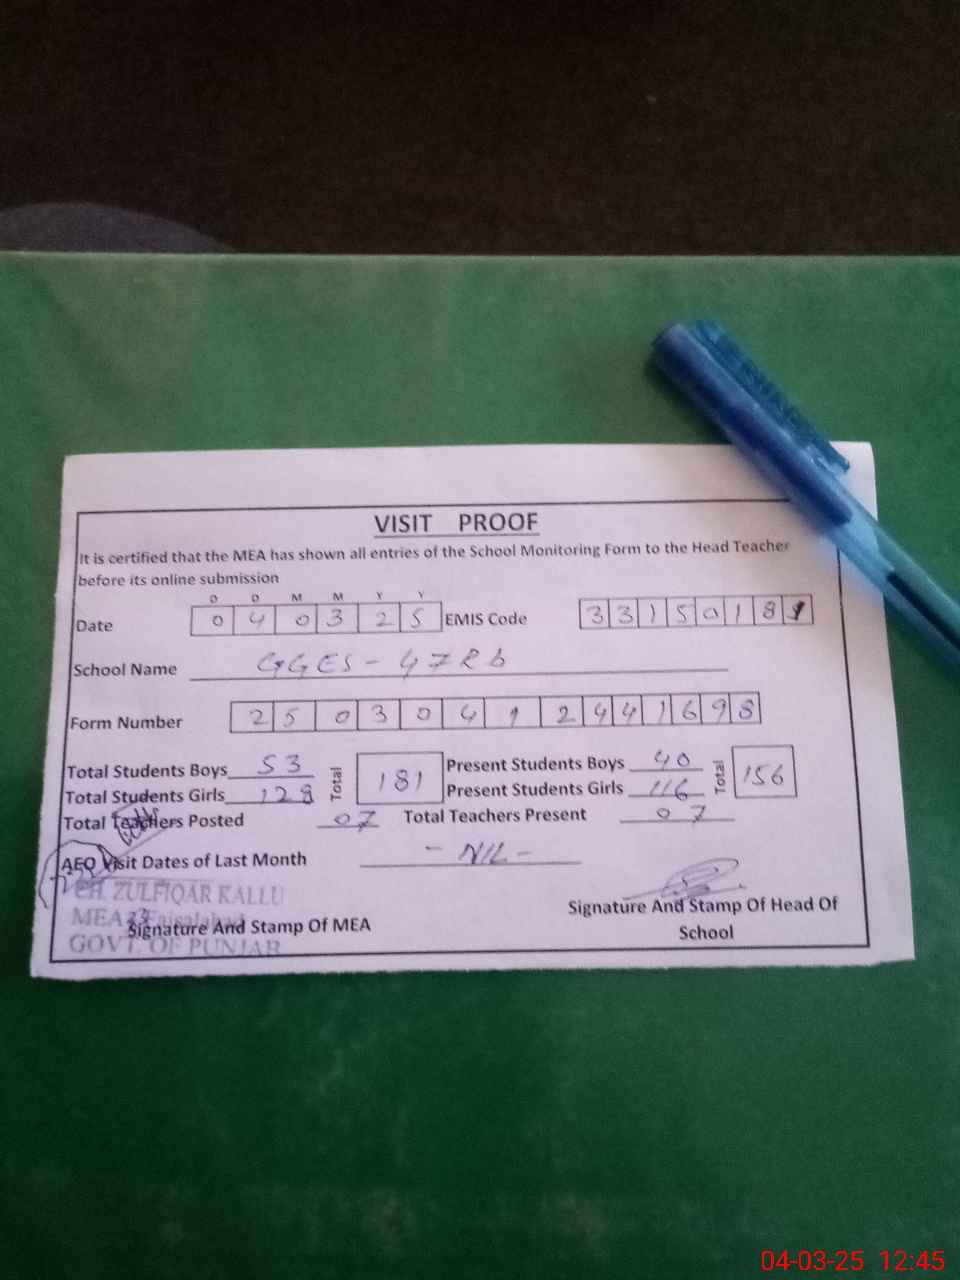 VISIT PROOF
It is certified that the MEA has shown all entries of the School Monitoring Form to the Head Teacher
before its online submission
D D M M Y Y
Date 0 4 0 3 2 5 EMIS Code 3 3 1 5 0 1 8
School Name GGES - 47 RB
Form Number 2 5 0 3 0 4 1 2 4 4 1 6 9 8
Total Students Boys 53 Total 181 Present Students Boys 40 Total 156
Total Students Girls 128 Present Students Girls 116
Total Teachers Posted 07 Total Teachers Present 07
AEO Visit Dates of Last Month - NIL -
CH. ZULFIQAR KALLU
MEA 33 Faisalabad
Signature And Stamp Of MEA
GOVT. OF PUNJAB
Signature And Stamp Of Head Of
School
04-03-25 12:45